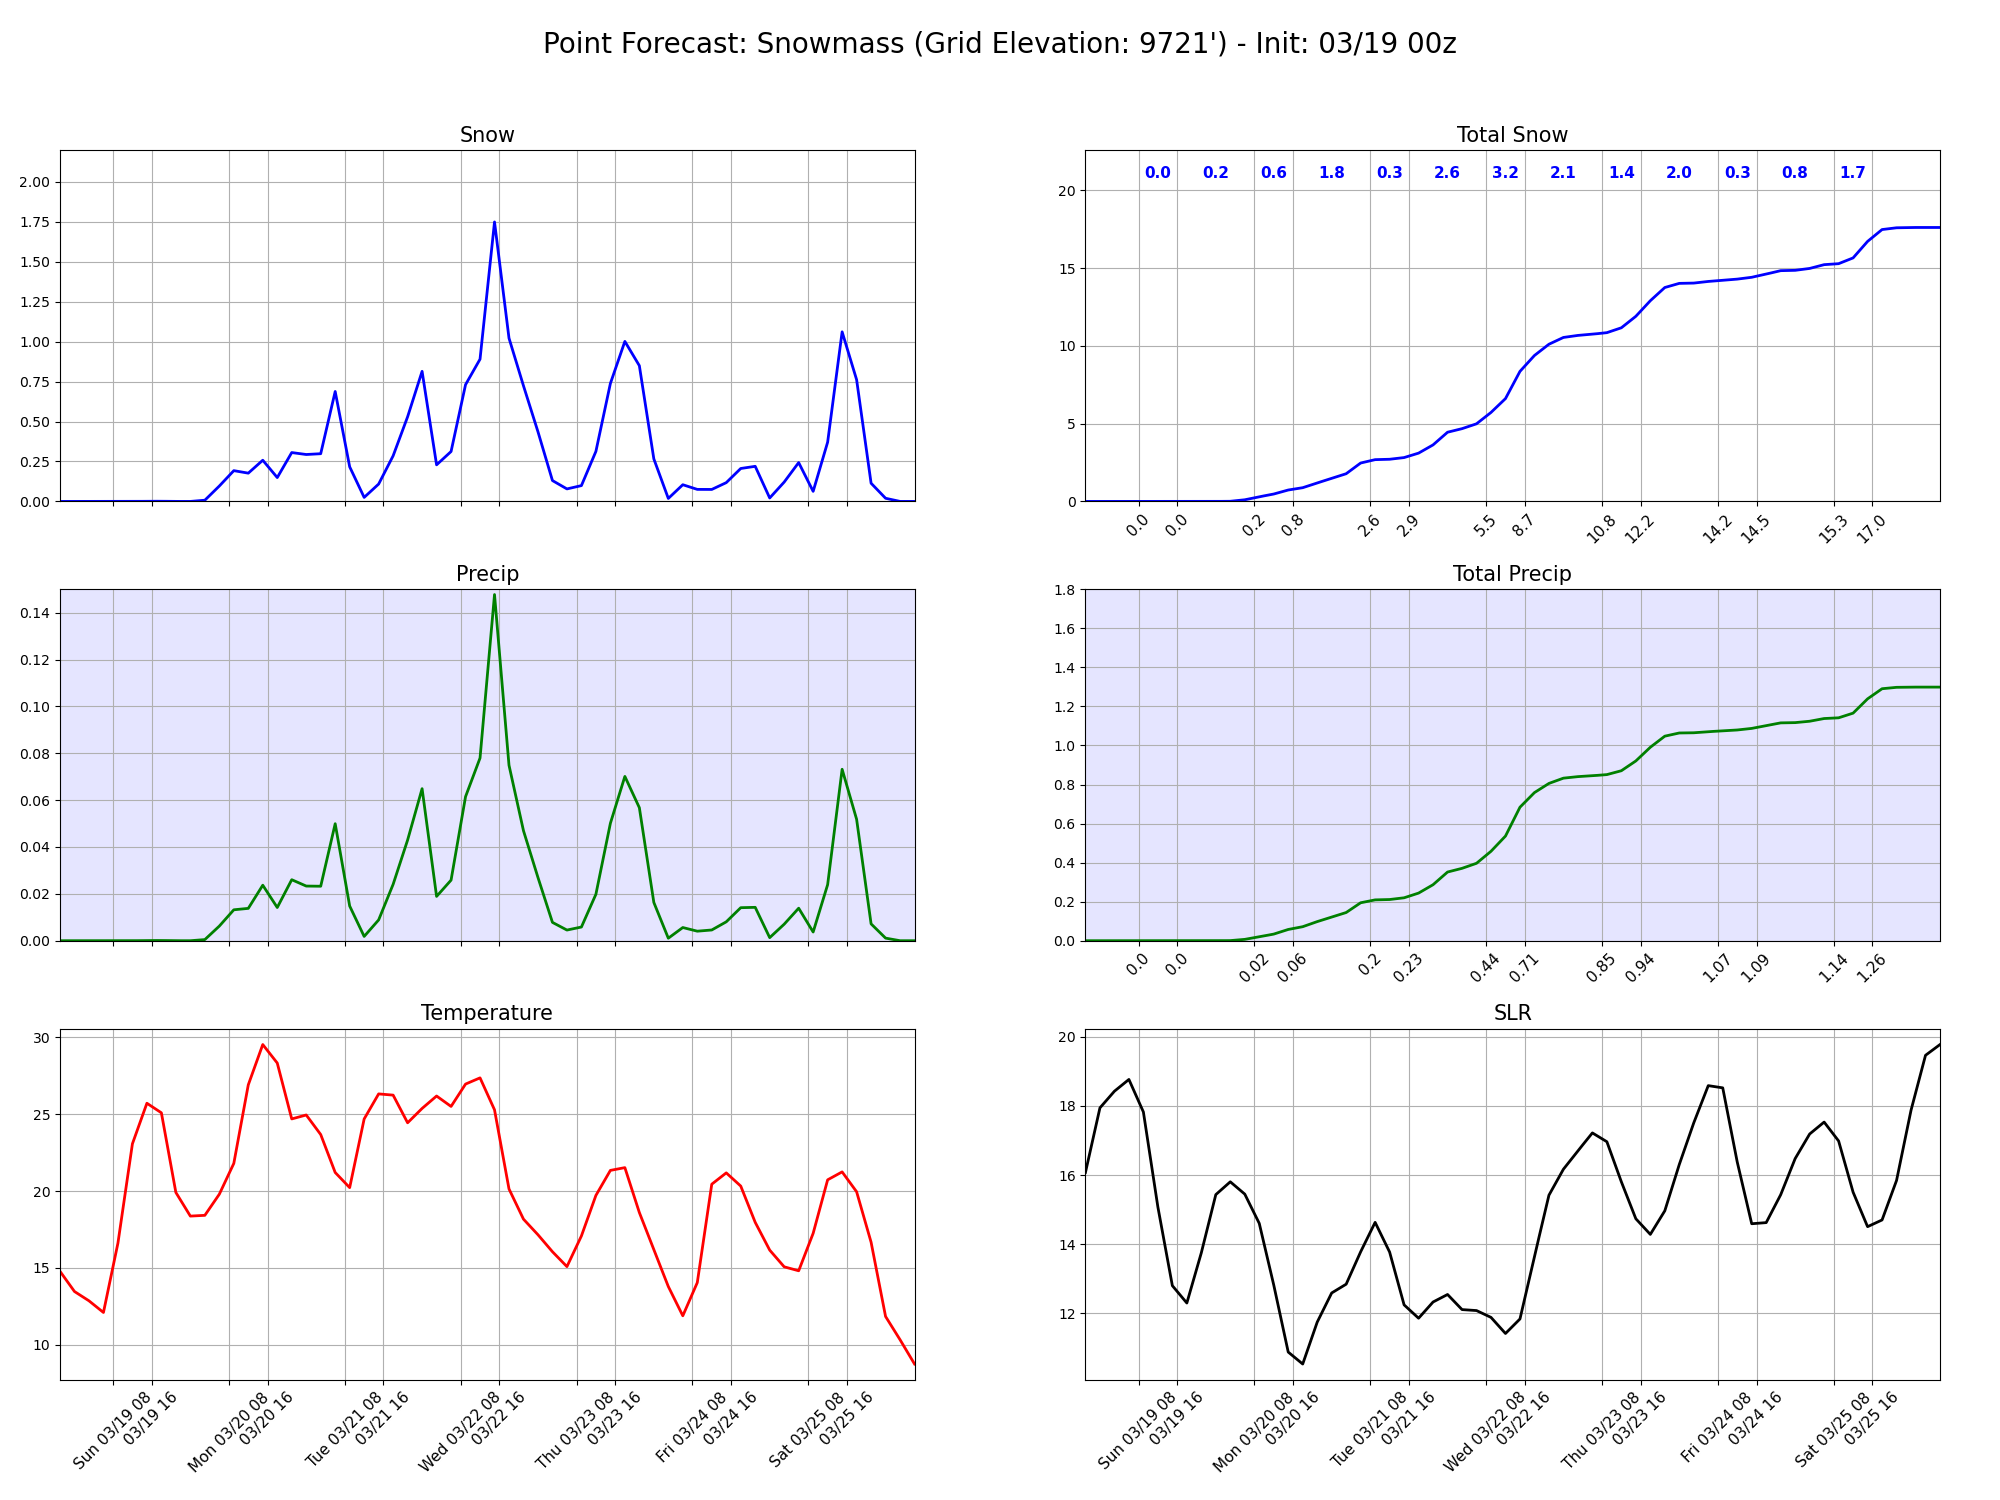 Point Forecast: Snowmass (Grid Elevation: 9721') - Init: 03/19 00z
Snow
2.00
1.75
1.50
1.25
1.00
0.75
0.50
0.25
0.00
Total Snow
0.0 0.2 0.6 1.8 0.3 2.6 3.2 2.1 1.4 2.0 0.3 0.8 1.7
20
15
10
5
0
0.0 0.0 0.2 0.8 2.6 2.9 5.5 8.7 10.8 12.2 14.2 14.5 15.3 17.0
Precip
0.14
0.12
0.10
0.08
0.06
0.04
0.02
0.00
Total Precip
1.8
1.6
1.4
1.2
1.0
0.8
0.6
0.4
0.2
0.0
0.0 0.0 0.02 0.06 0.2 0.23 0.44 0.71 0.85 0.94 1.07 1.09 1.14 1.26
Temperature
30
25
20
15
10
Sun 03/19 08
03/19 16
Mon 03/20 08
03/20 16
Tue 03/21 08
03/21 16
Wed 03/22 08
03/22 16
Thu 03/23 08
03/23 16
Fri 03/24 08
03/24 16
Sat 03/25 08
03/25 16
SLR
20
18
16
14
12
Sun 03/19 08
03/19 16
Mon 03/20 08
03/20 16
Tue 03/21 08
03/21 16
Wed 03/22 08
03/22 16
Thu 03/23 08
03/23 16
Fri 03/24 08
03/24 16
Sat 03/25 08
03/25 16